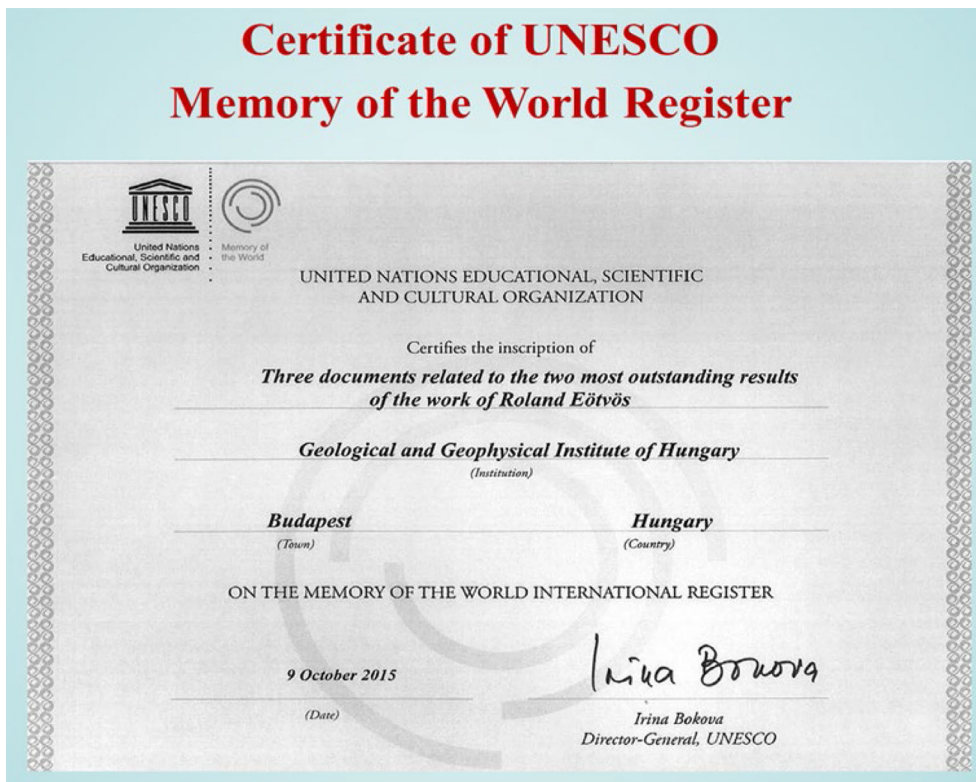 Certificate of UNESCO
Memory of the World Register
UNESCO
United Nations
Educational, Scientific and
Cultural Organization
Memory of
the World
UNITED NATIONS EDUCATIONAL, SCIENTIFIC
AND CULTURAL ORGANIZATION
Certifies the inscription of
Three documents related to the two most outstanding results
of the work of Roland Eötvös
Geological and Geophysical Institute of Hungary
(Institution)
Budapest
Hungary
(Town)
(Country)
ON THE MEMORY OF THE WORLD INTERNATIONAL REGISTER
Irina Bokova
9 October 2015
(Date)
Irina Bokova
Director-General, UNESCO